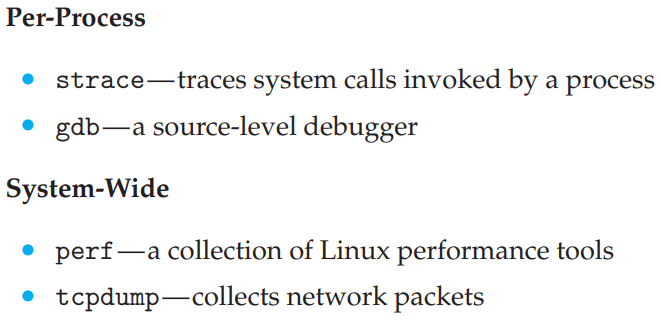 Per-Process
• strace—traces system calls invoked by a process
• gdb—a source-level debugger
System-Wide
• perf—a collection of Linux performance tools
• tcpdump—collects network packets